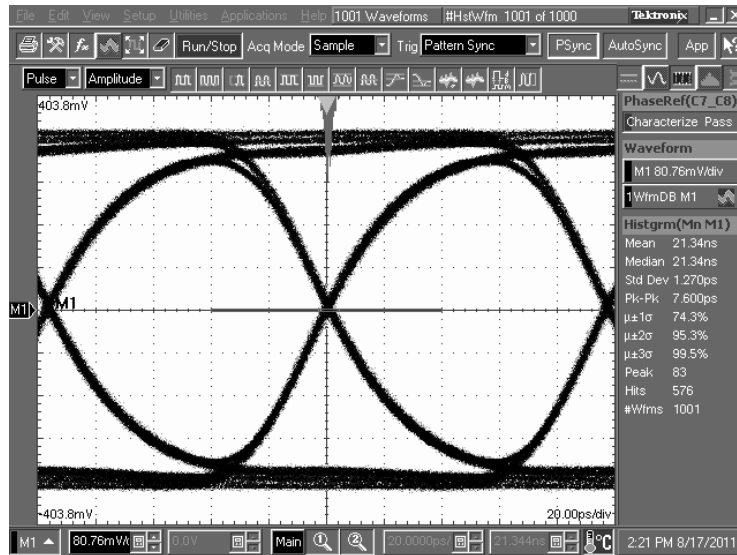 File Edit View Setup Utilities Applications Help 1001 Waveforms #HstWfm 1001 of 1000 Tektronix
Run/Stop Acq Mode Sample Trig Pattern Sync PSync AutoSync App
Pulse Amplitude
403.8mV
PhaseRef(C7_C8)
Characterize Pass
Waveform
M1 80.76mV/div
1 WfmDB M1
Histgrm(Mn M1)
Mean 21.34ns
Median 21.34ns
Std Dev 1.270ps
Pk-Pk 7.600ps
µ±1σ 74.3%
µ±2σ 95.3%
µ±3σ 99.5%
Peak 83
Hits 576
#Wfms 1001
M1 M1
-403.8mV 20.00ps/div
M1 80.76mV/ 0.0V Main 1 2 20.0000ps/ 21.344ns °C 2:21 PM 8/17/2011